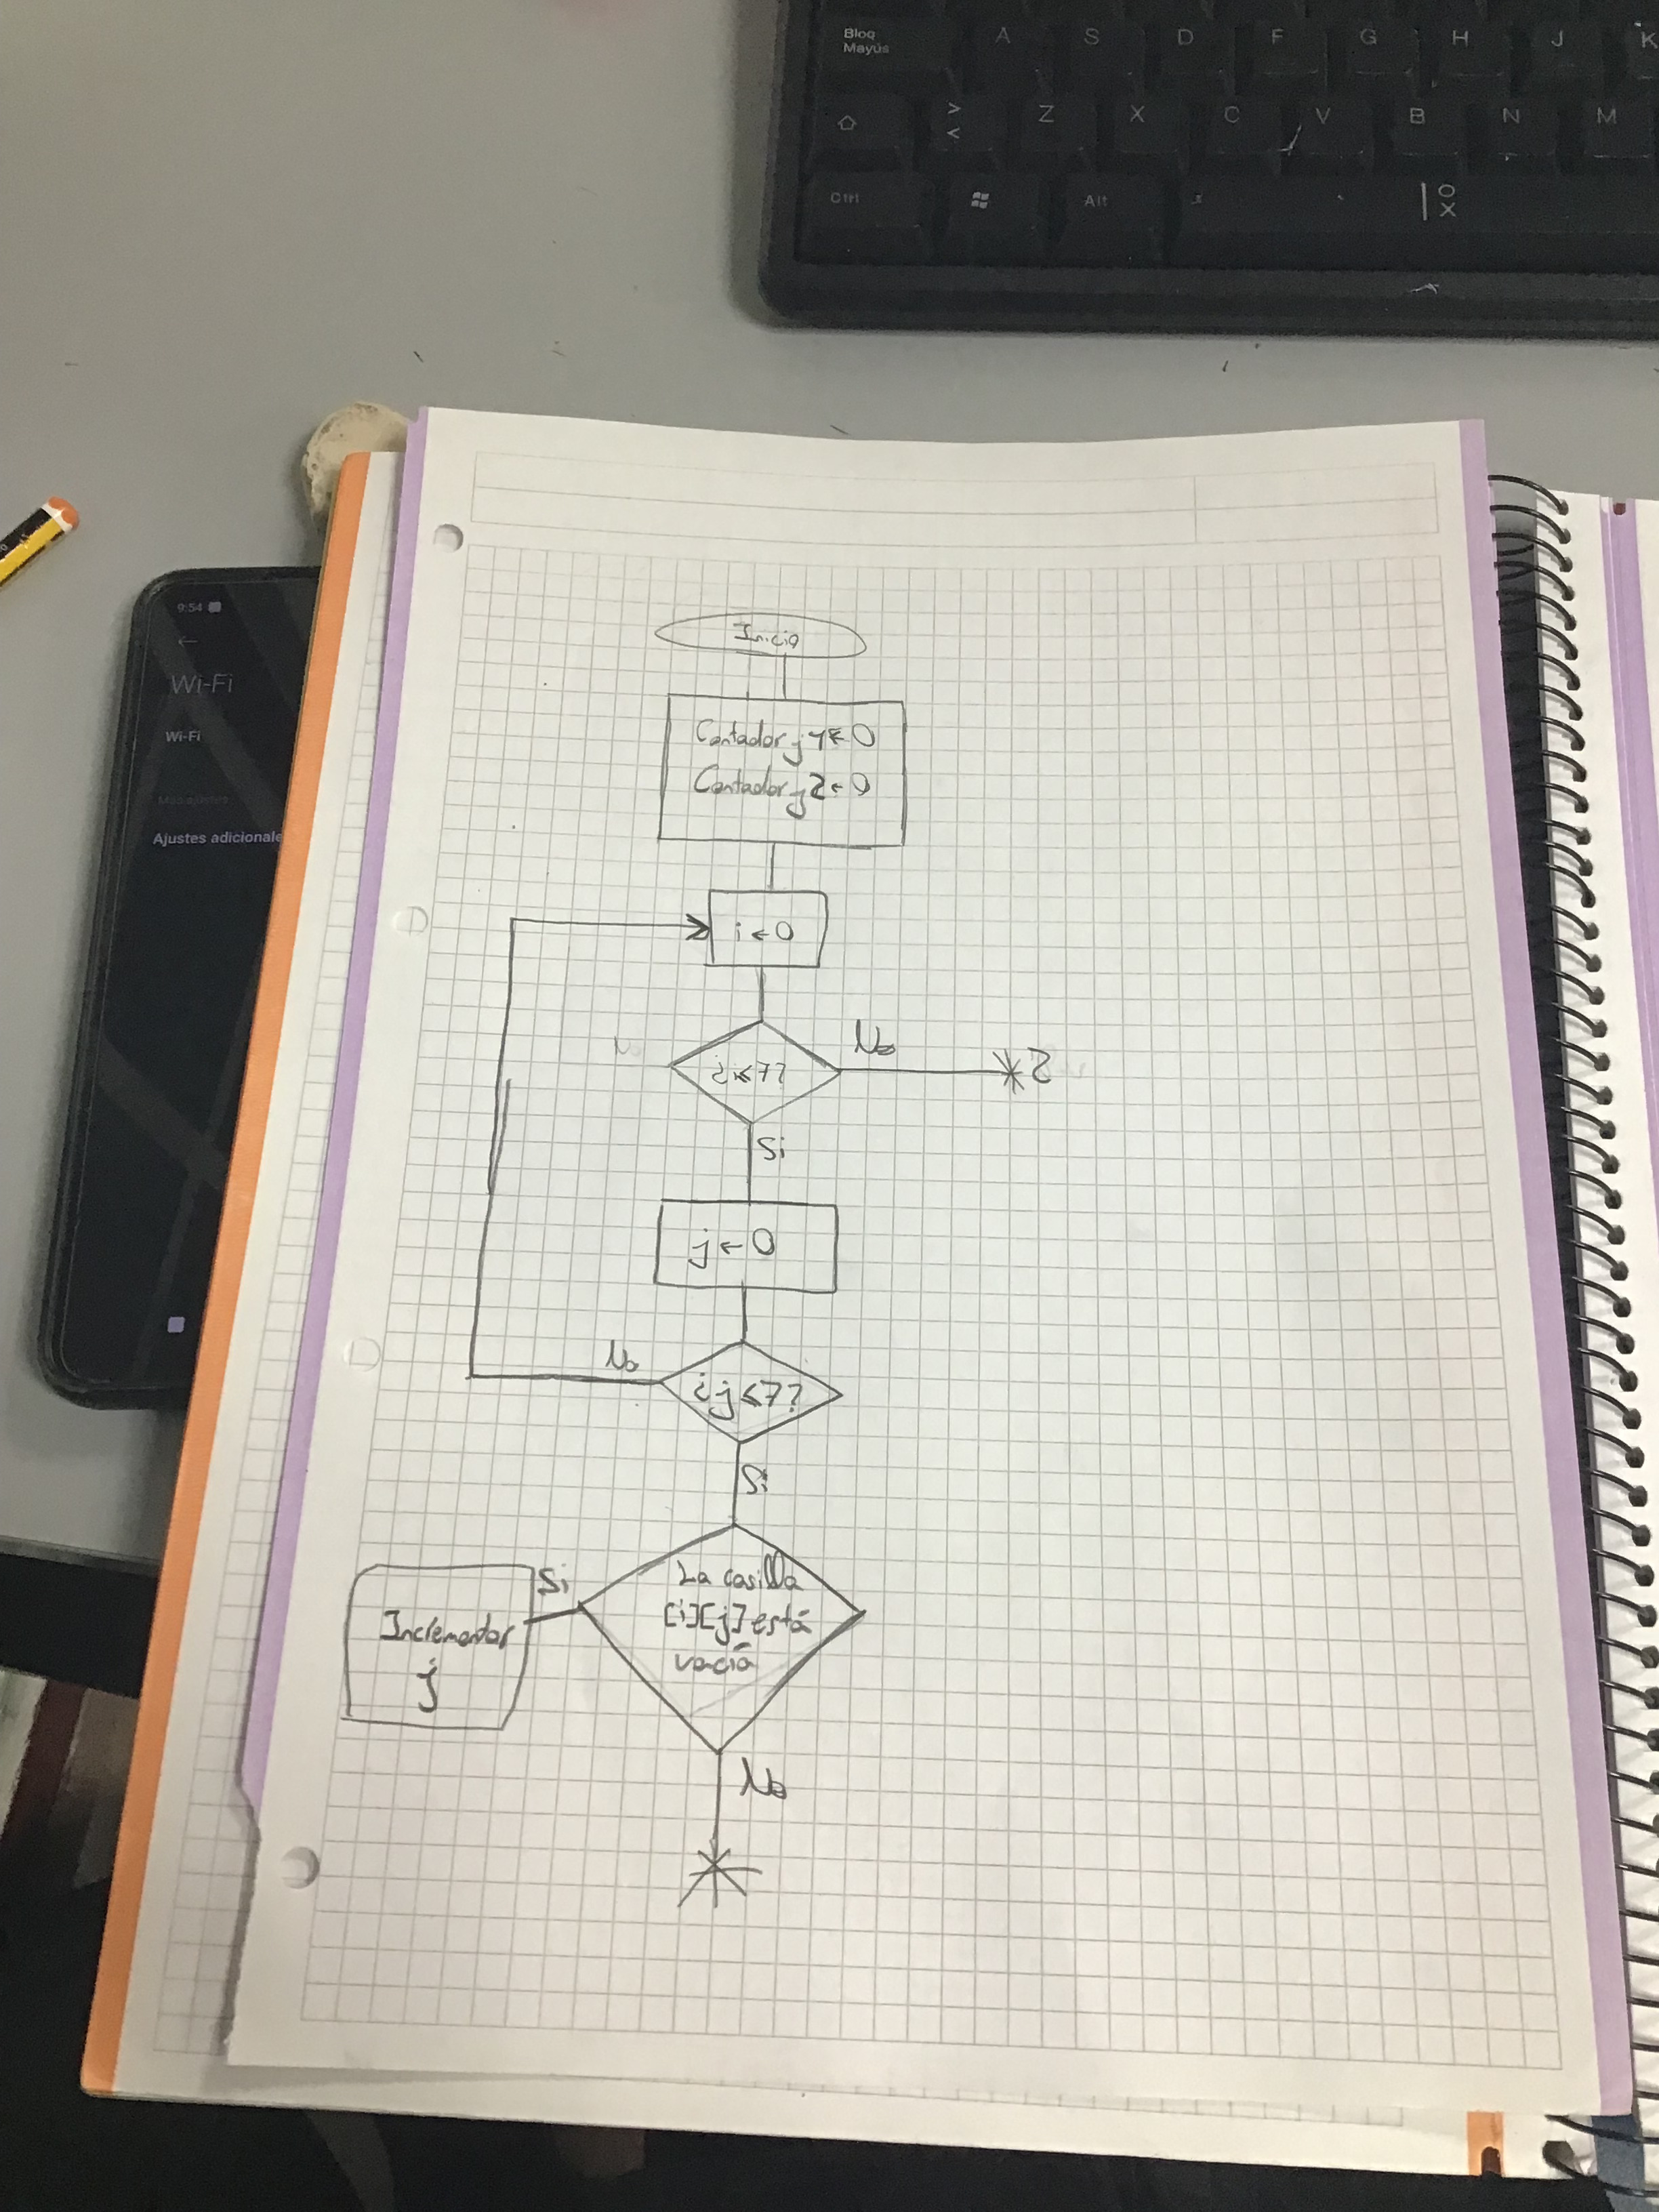 Bloq
Mayús
A S D F G H J K
>
<
Z X C V B N M
Ctrl
Alt
9:54
Wi-Fi
Wi-Fi
Más ajustes
Ajustes adicionale
Inicio
Contador j1 ← 0
Contador j2 ← 0
i ← 0
¿i≤7?
No
*2
Si
j ← 0
¿j≤7?
No
Si
La casilla
[i][j] está
vacía
Si
Incrementar
j
No
*